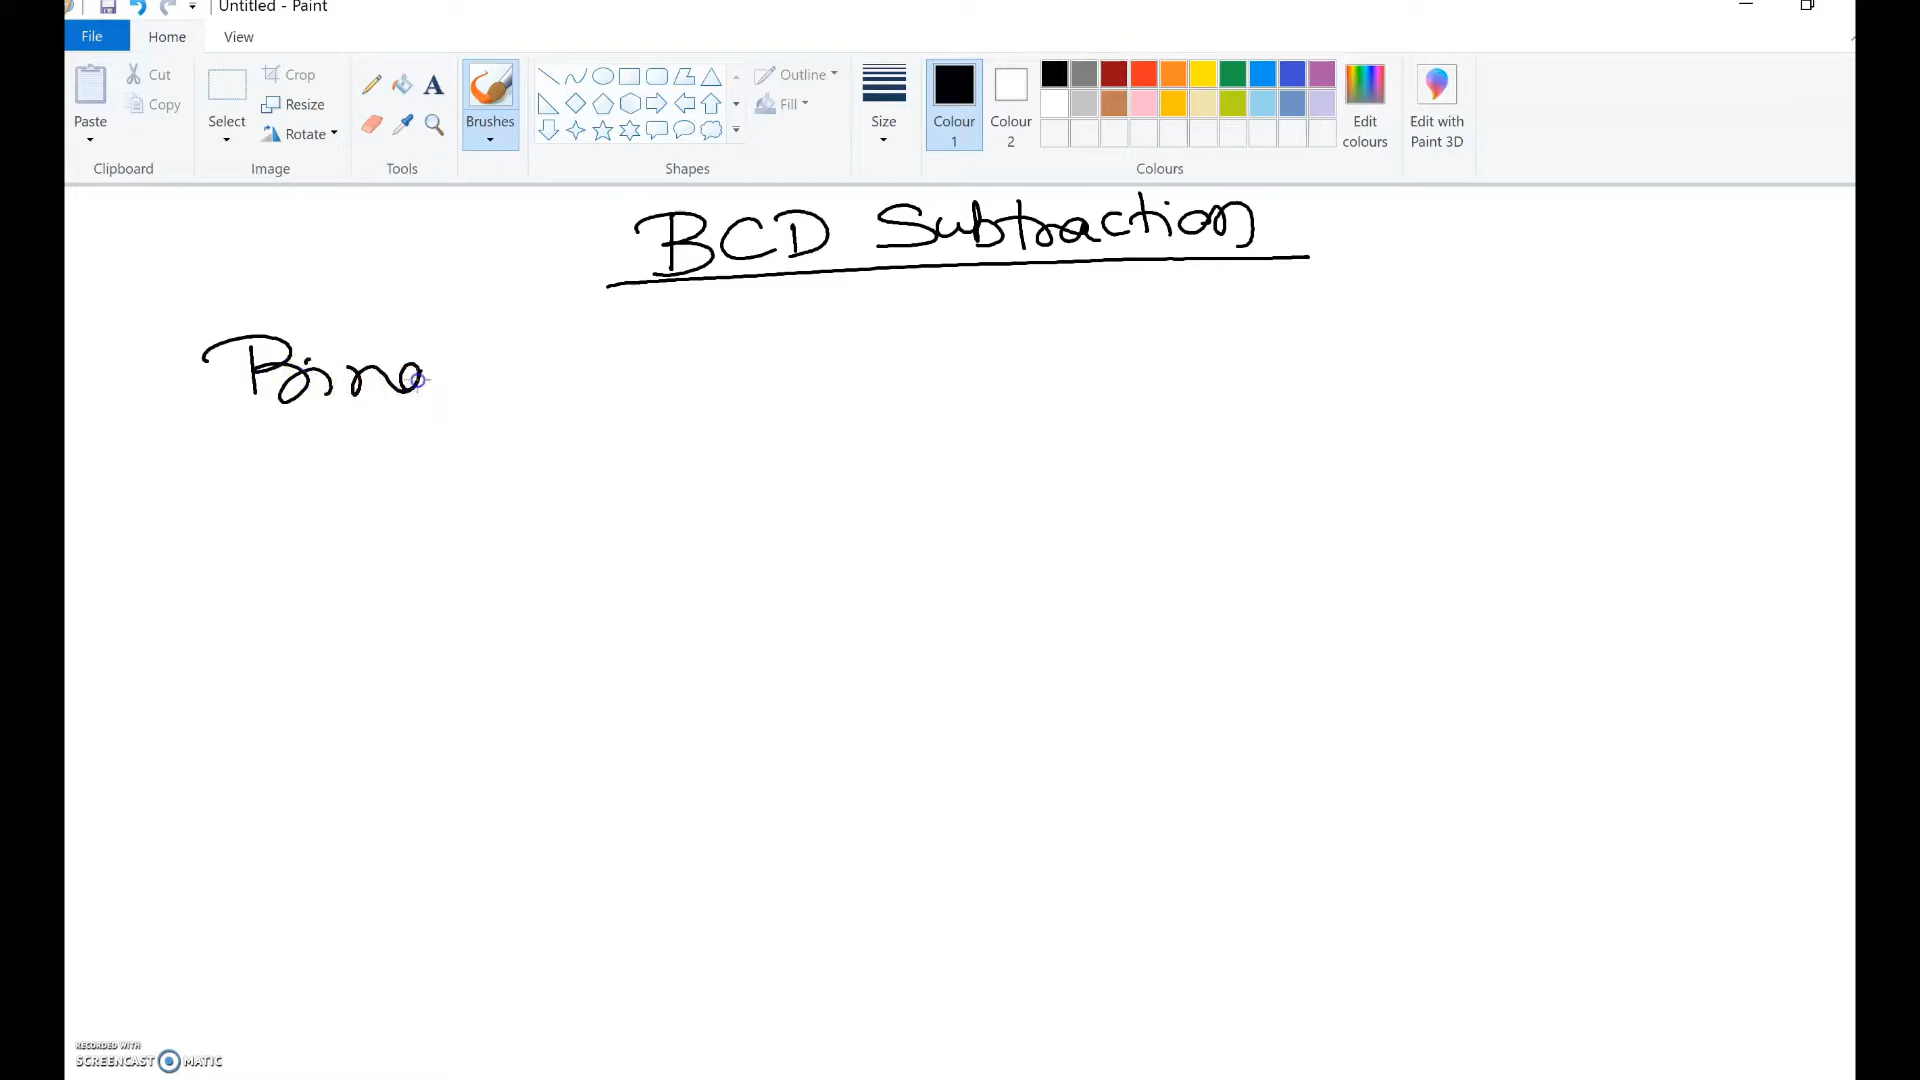 Untitled - Paint
File Home View
Paste
Cut
Copy
Clipboard
Select
Crop
Resize
Rotate
Image
Tools
Brushes
Shapes
Outline
Fill
Size
Colour 1
Colour 2
Colours
Edit colours
Edit with Paint 3D
BCD Subtraction
Bina
RECORDED WITH
SCREENCAST MATIC